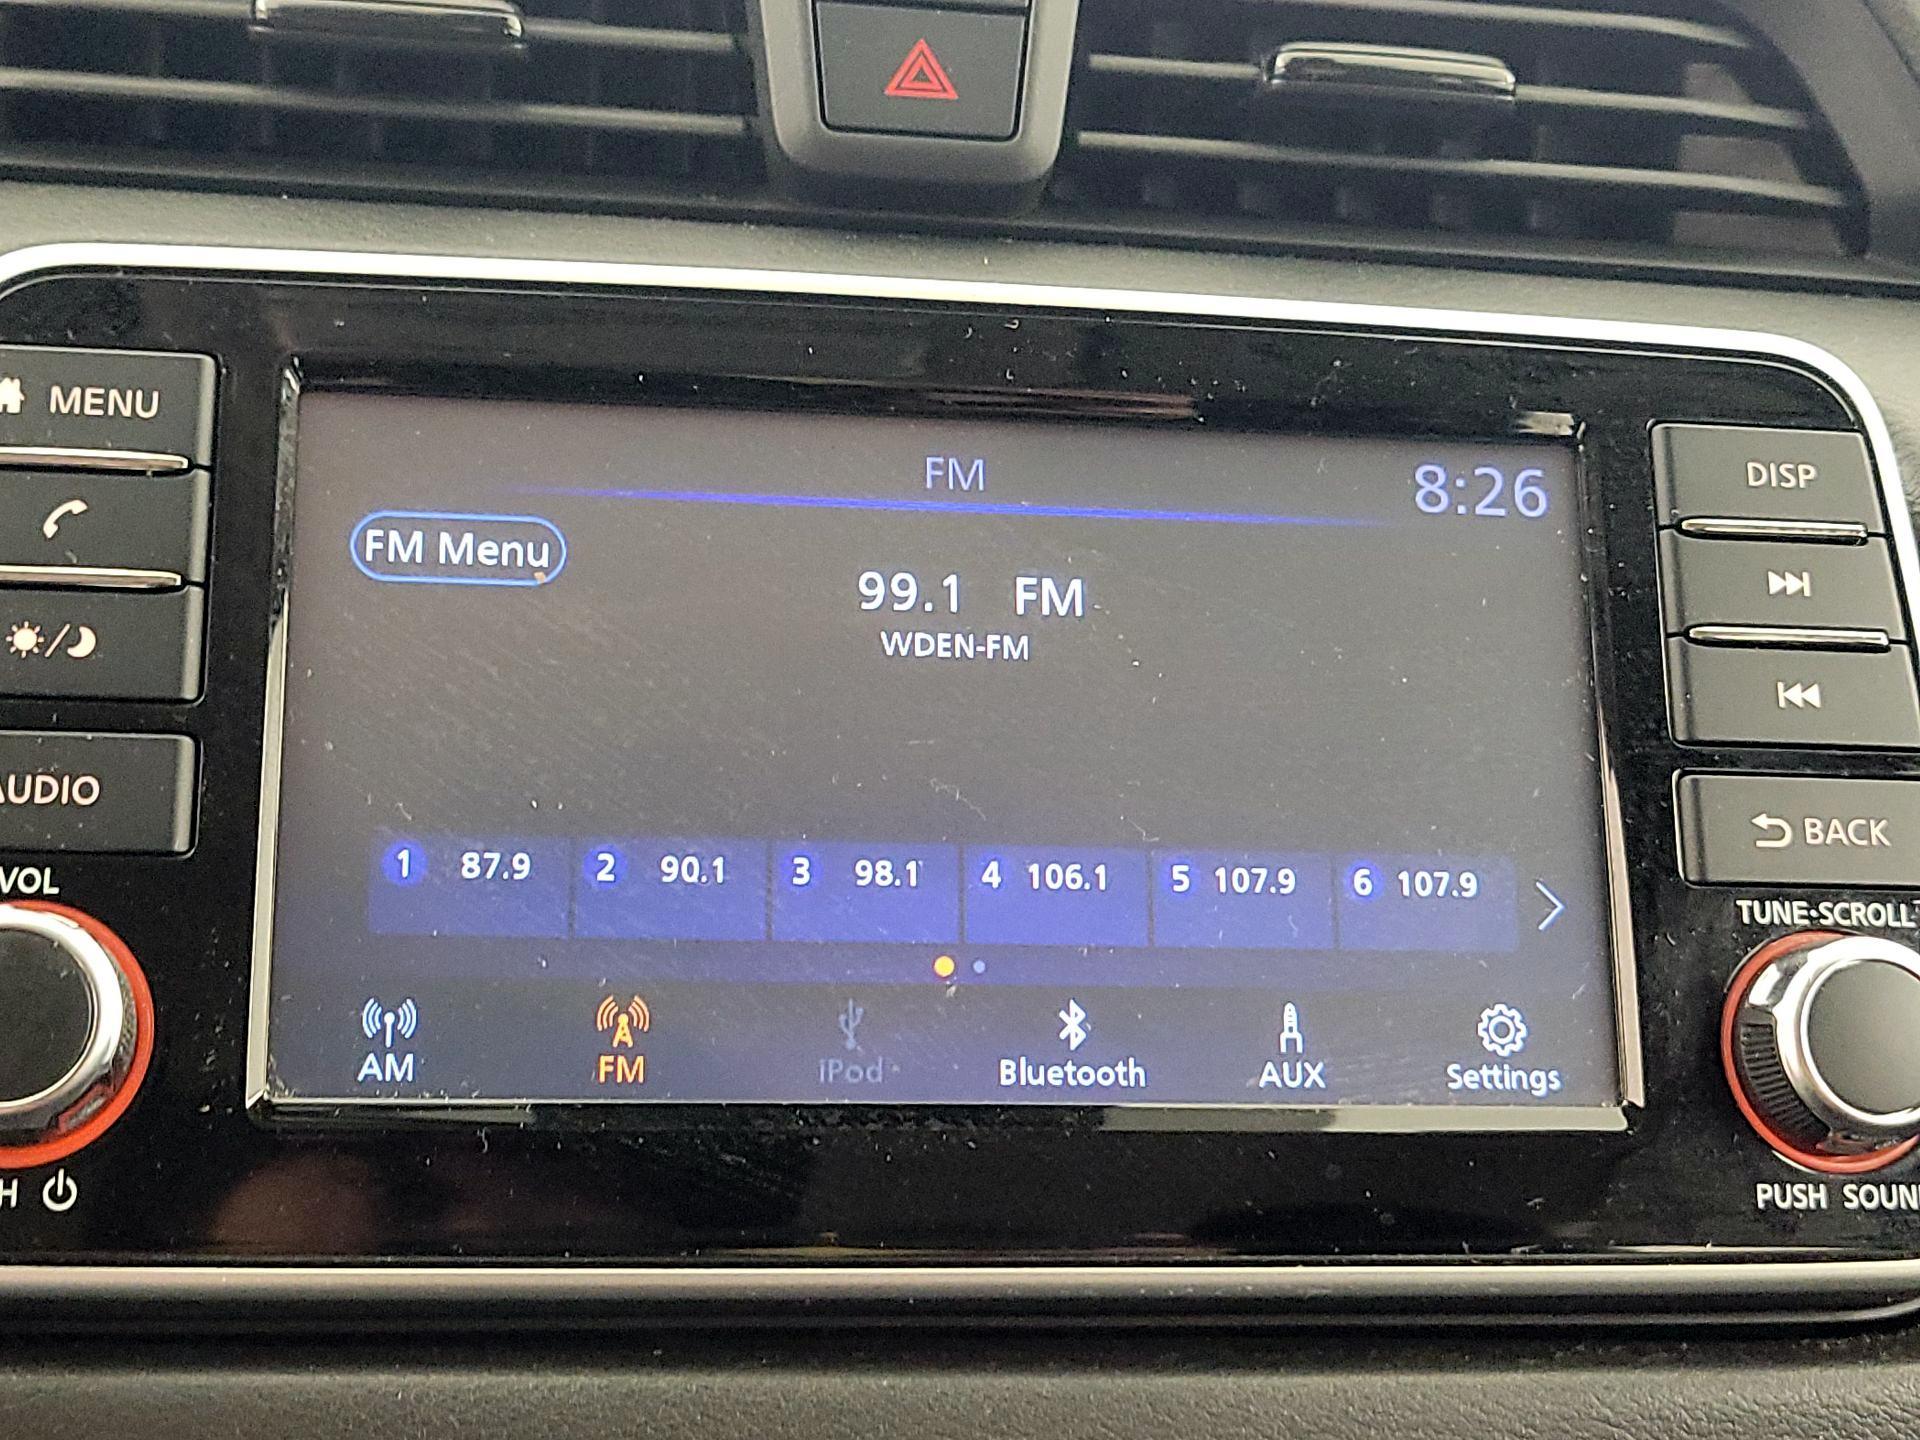 MENU
AUDIO
VOL
H
FM
8:26
FM Menu
99.1 FM
WDEN-FM
1 87.9
2 90.1
3 98.1
4 106.1
5 107.9
6 107.9
AM
FM
iPod
Bluetooth
AUX
Settings
DISP
BACK
TUNE·SCROLL
PUSH SOUN